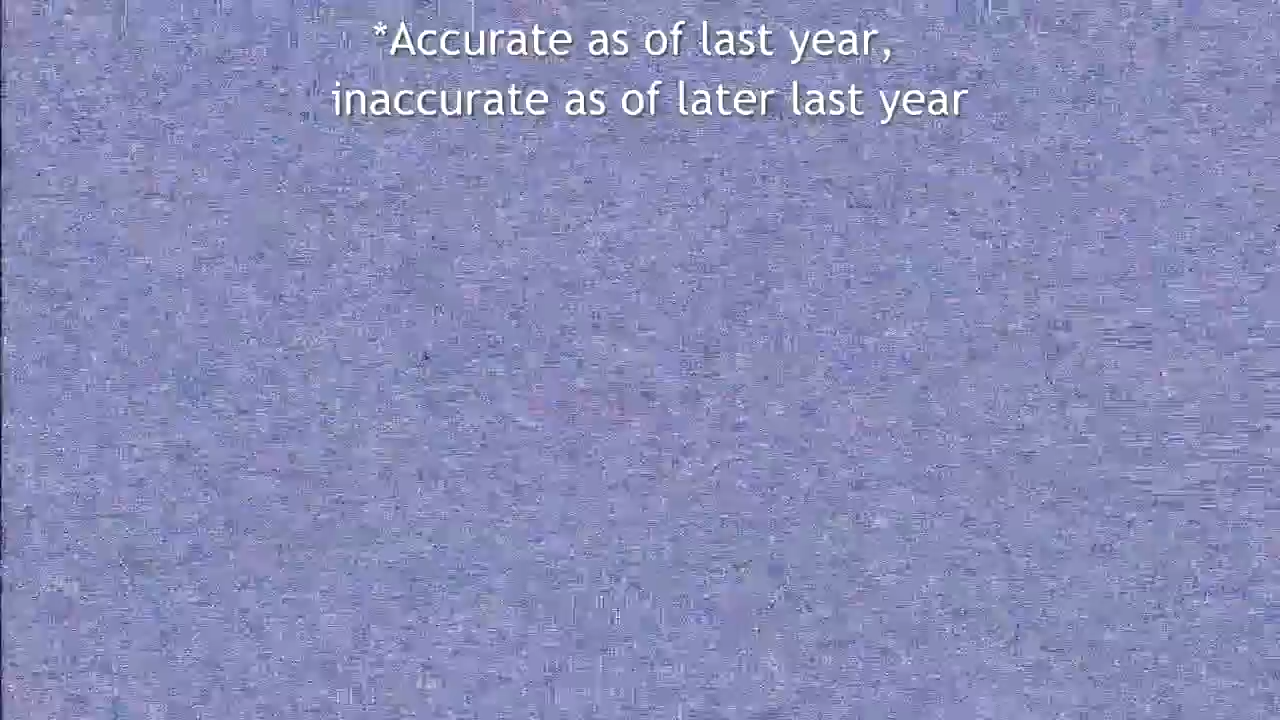 *Accurate as of last year,
inaccurate as of later last year